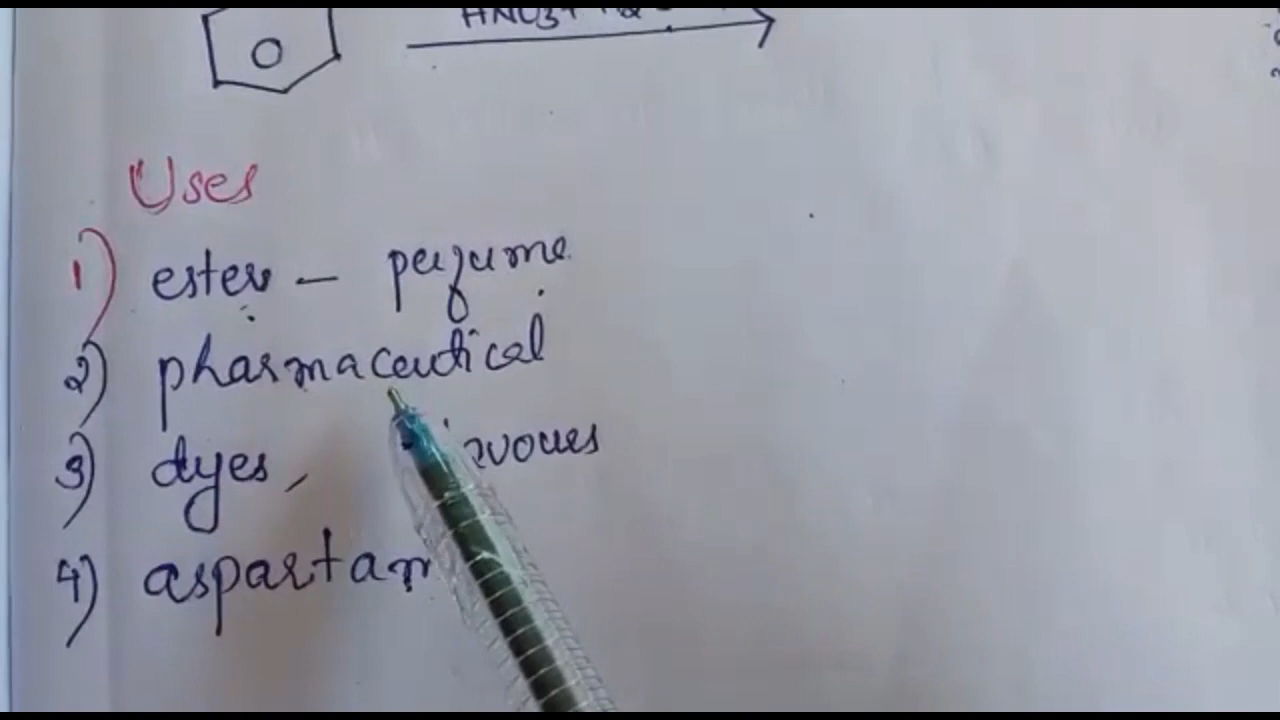 O
Uses
1) ester - perfume
2) pharmaceutical
3) dyes,
4) aspartam